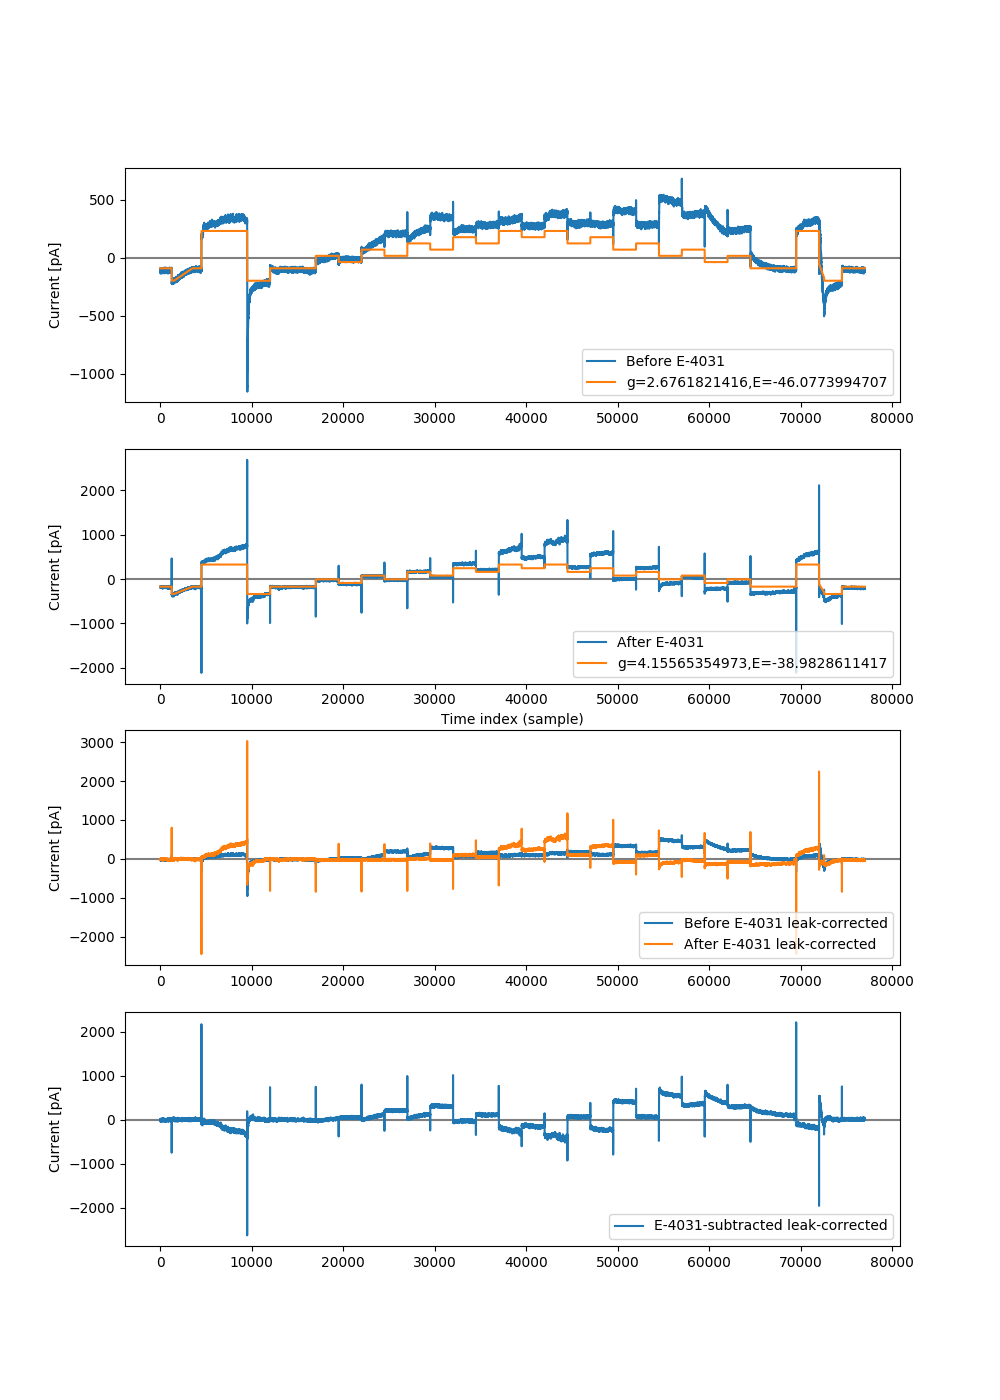 500
0
−500
−1000
Current [pA]
Before E-4031
g=2.6761821416,E=-46.0773994707
0 10000 20000 30000 40000 50000 60000 70000 80000
2000
1000
0
−1000
−2000
Current [pA]
After E-4031
g=4.15565354973,E=-38.9828611417
0 10000 20000 30000 40000 50000 60000 70000 80000
Time index (sample)
3000
2000
1000
0
−1000
−2000
Current [pA]
Before E-4031 leak-corrected
After E-4031 leak-corrected
0 10000 20000 30000 40000 50000 60000 70000 80000
2000
1000
0
−1000
−2000
Current [pA]
E-4031-subtracted leak-corrected
0 10000 20000 30000 40000 50000 60000 70000 80000